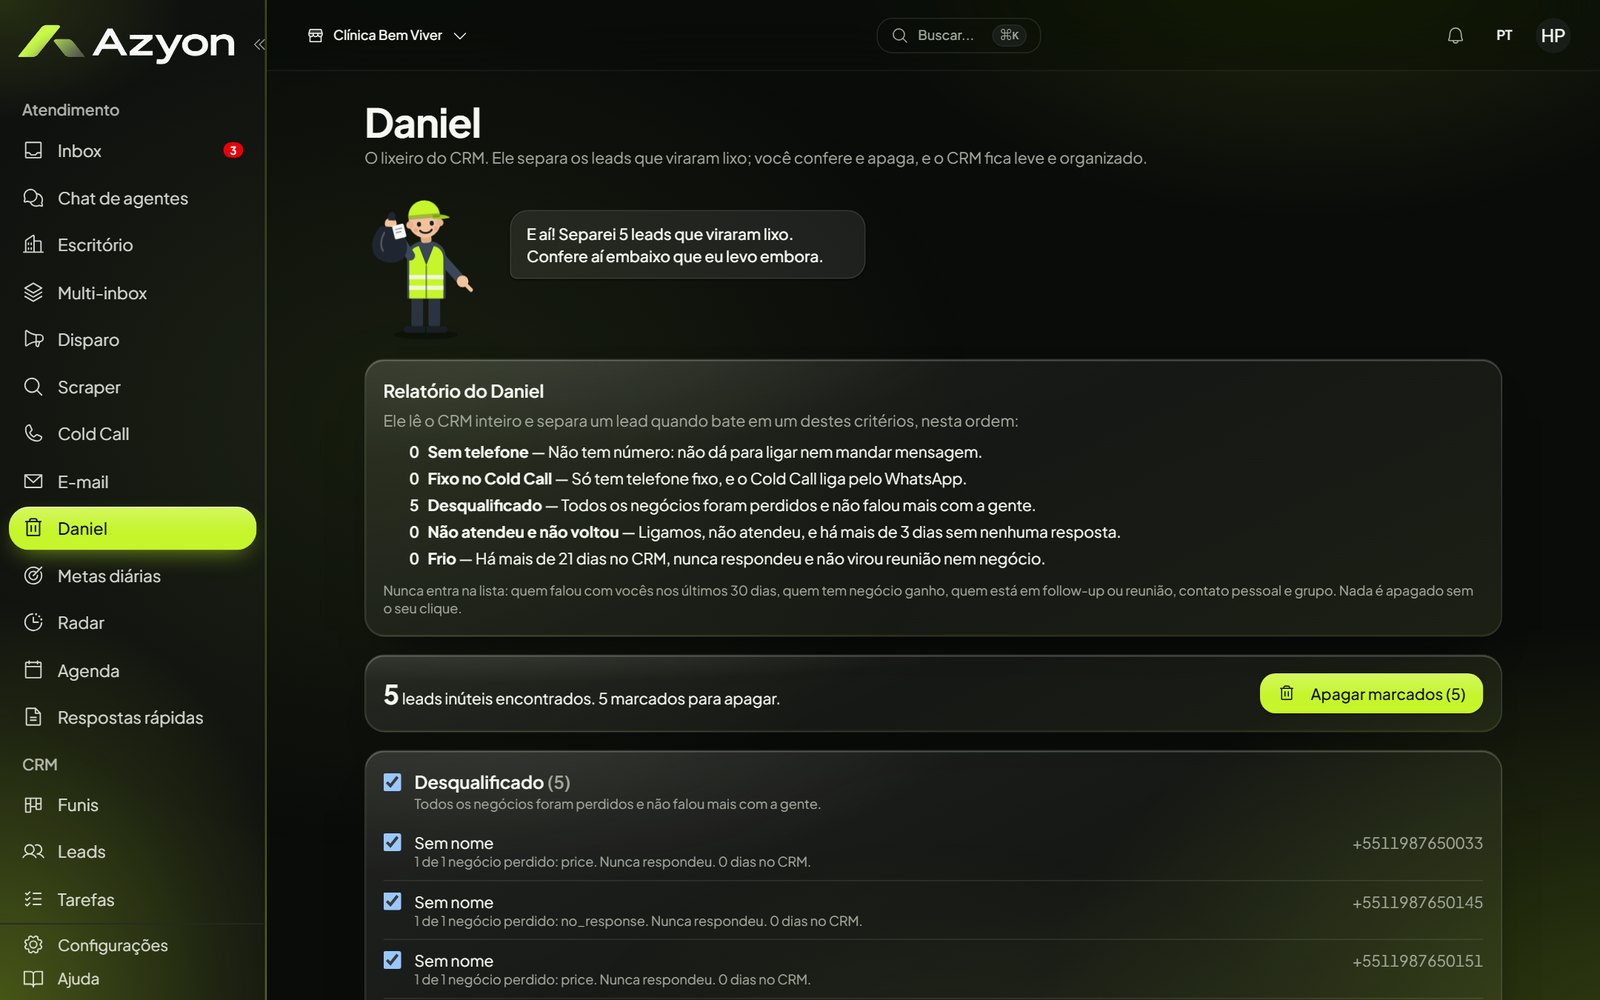 Azyon
Clínica Bem Viver
Buscar...
⌘K
PT
HP
Atendimento
Inbox
3
Chat de agentes
Escritório
Multi-inbox
Disparo
Scraper
Cold Call
E-mail
Daniel
Metas diárias
Radar
Agenda
Respostas rápidas
CRM
Funis
Leads
Tarefas
Configurações
Ajuda
Daniel
O lixeiro do CRM. Ele separa os leads que viraram lixo; você confere e apaga, e o CRM fica leve e organizado.
E aí! Separei 5 leads que viraram lixo.
Confere aí embaixo que eu levo embora.
Relatório do Daniel
Ele lê o CRM inteiro e separa um lead quando bate em um destes critérios, nesta ordem:
0 Sem telefone — Não tem número: não dá para ligar nem mandar mensagem.
0 Fixo no Cold Call — Só tem telefone fixo, e o Cold Call liga pelo WhatsApp.
5 Desqualificado — Todos os negócios foram perdidos e não falou mais com a gente.
0 Não atendeu e não voltou — Ligamos, não atendeu, e há mais de 3 dias sem nenhuma resposta.
0 Frio — Há mais de 21 dias no CRM, nunca respondeu e não virou reunião nem negócio.
Nunca entra na lista: quem falou com vocês nos últimos 30 dias, quem tem negócio ganho, quem está em follow-up ou reunião, contato pessoal e grupo. Nada é apagado sem
o seu clique.
5 leads inúteis encontrados. 5 marcados para apagar.
Apagar marcados (5)
Desqualificado (5)
Todos os negócios foram perdidos e não falou mais com a gente.
Sem nome
+5511987650033
1 de 1 negócio perdido: price. Nunca respondeu. 0 dias no CRM.
Sem nome
+5511987650145
1 de 1 negócio perdido: no_response. Nunca respondeu. 0 dias no CRM.
Sem nome
+5511987650151
1 de 1 negócio perdido: price. Nunca respondeu. 0 dias no CRM.